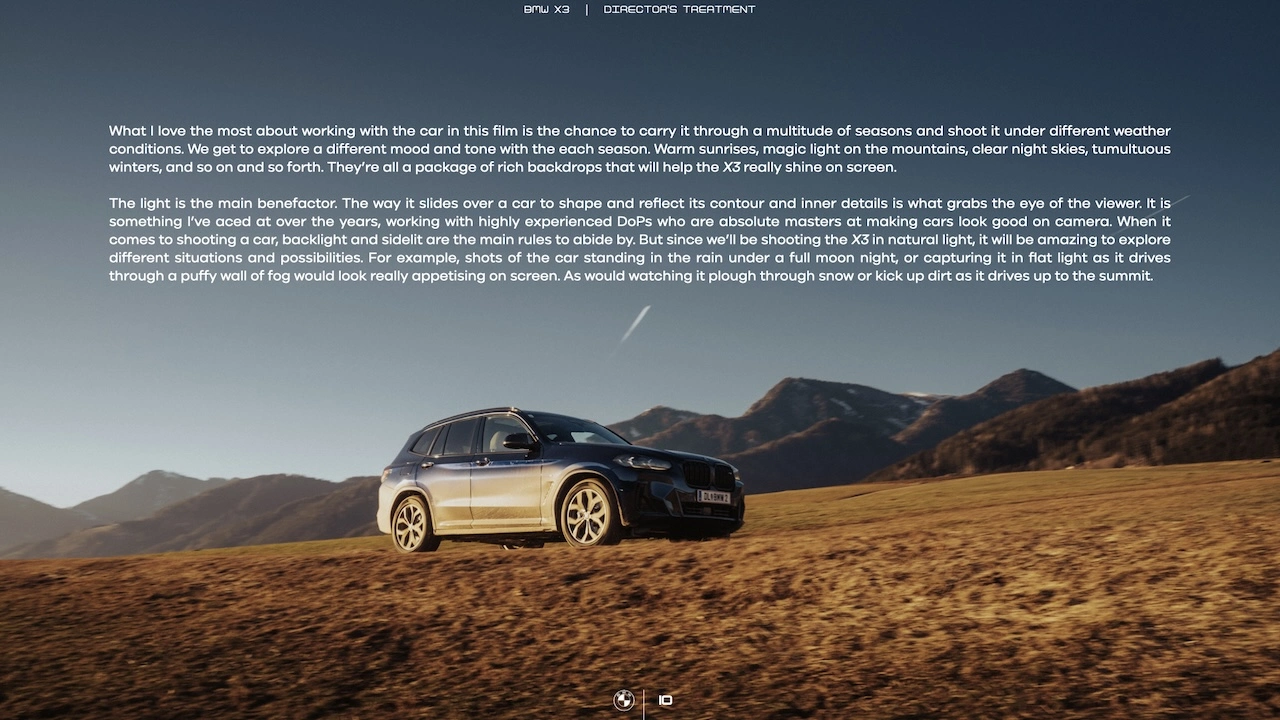 BMW X3 | DIRECTOR'S TREATMENT
What I love the most about working with the car in this film is the chance to carry it through a multitude of seasons and shoot it under different weather
conditions. We get to explore a different mood and tone with the each season. Warm sunrises, magic light on the mountains, clear night skies, tumultuous
winters, and so on and so forth. They're all a package of rich backdrops that will help the X3 really shine on screen.
The light is the main benefactor. The way it slides over a car to shape and reflect its contour and inner details is what grabs the eye of the viewer. It is
something I've aced at over the years, working with highly experienced DoPs who are absolute masters at making cars look good on camera. When it
comes to shooting a car, backlight and sidelit are the main rules to abide by. But since we'll be shooting the X3 in natural light, it will be amazing to explore
different situations and possibilities. For example, shots of the car standing in the rain under a full moon night, or capturing it in flat light as it drives
through a puffy wall of fog would look really appetising on screen. As would watching it plough through snow or kick up dirt as it drives up to the summit.
10